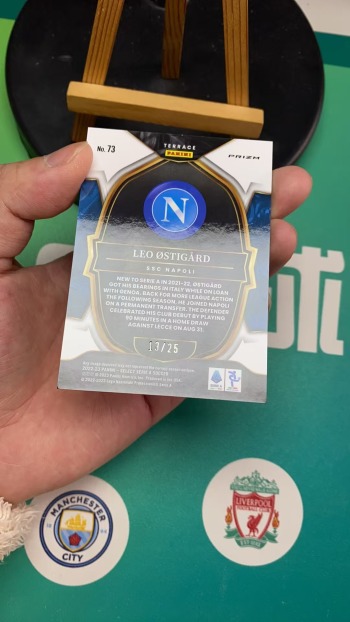 No. 73
TERRACE
PANINI
PRIZM
N
LEO ØSTIGÅRD
SSC NAPOLI
NEW TO SERIE A IN 2021-22, ØSTIGÅRD
GOT HIS BEARINGS IN ITALY WHILE ON LOAN
WITH GENOA. BACK FOR MORE LEAGUE ACTION
THE FOLLOWING SEASON, HE JOINED NAPOLI
ON A PERMANENT TRANSFER. THE DEFENDER
CELEBRATED HIS CLUB DEBUT BY PLAYING
90 MINUTES IN A HOME DRAW
AGAINST LECCE ON AUG 31.
13/25
MANCHESTER
CITY
LIVERPOOL